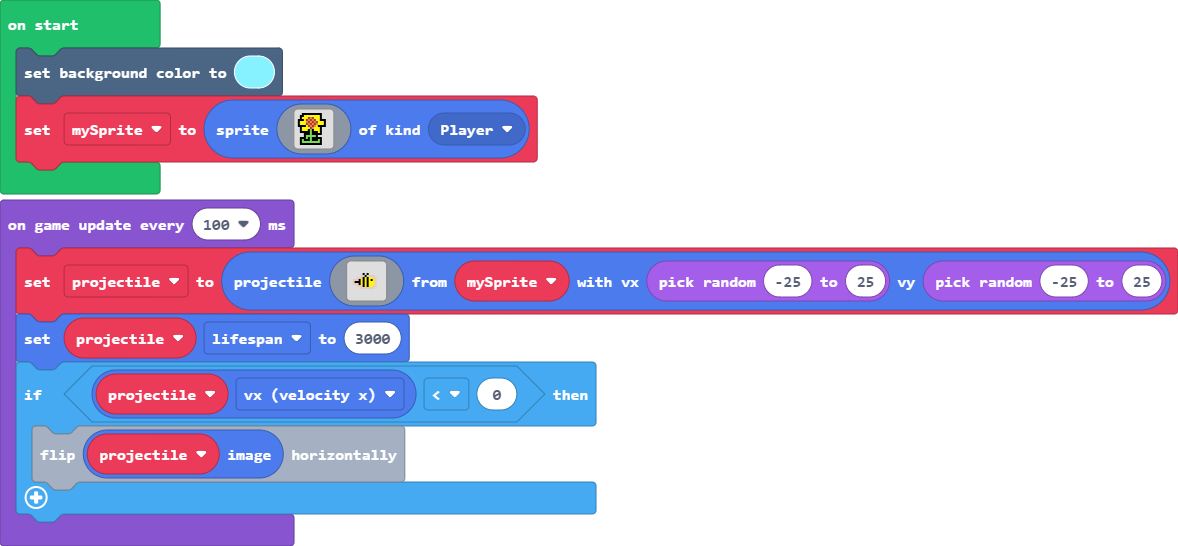 on start
set background color to
set mySprite to sprite of kind Player
on game update every 100 ms
set projectile to projectile from mySprite with vx pick random -25 to 25 vy pick random -25 to 25
set projectile lifespan to 3000
if projectile vx (velocity x) < 0 then
flip projectile image horizontally